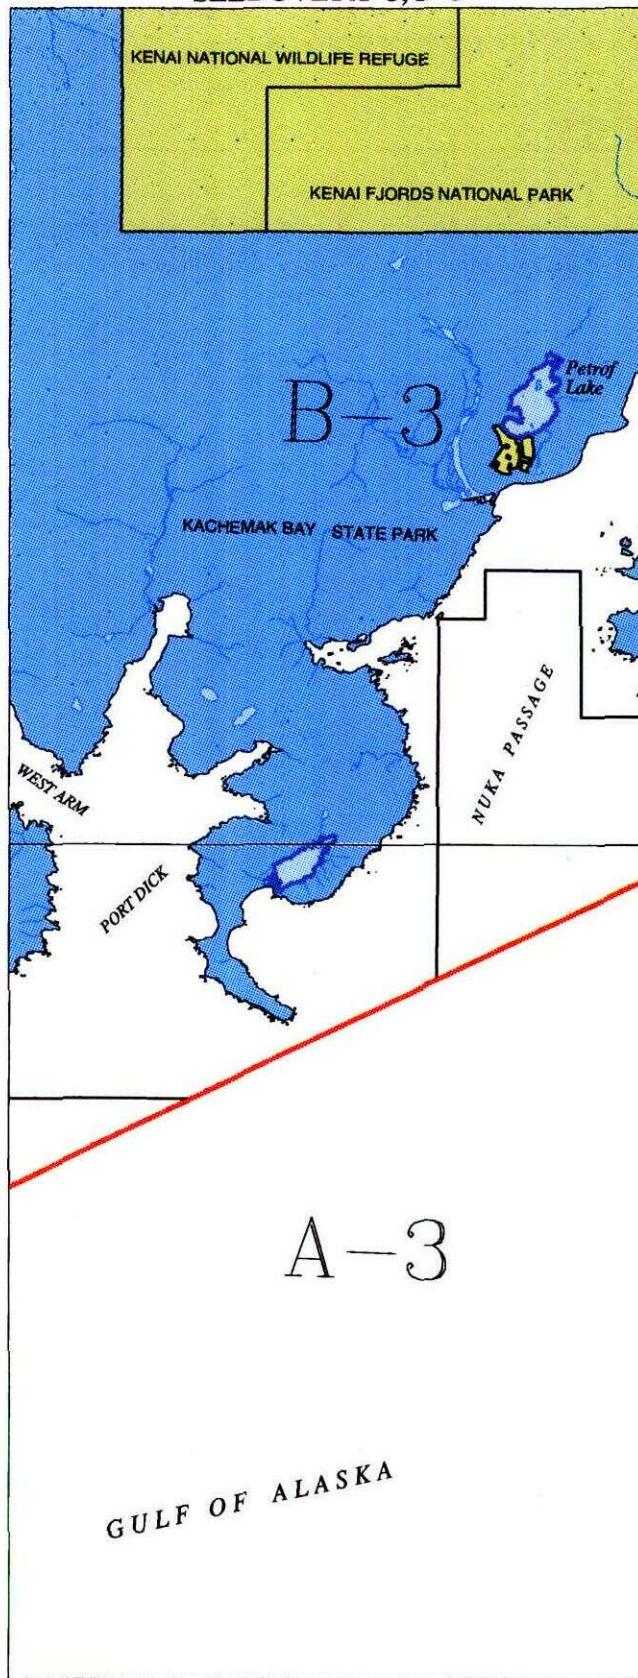 KENAI NATIONAL WILDLIFE REFUGE
KENAI FJORDS NATIONAL PARK
Petrof
Lake
B-3
KACHEMAK BAY STATE PARK
NUKA PASSAGE
WEST ARM
PORT DICK
A-3
GULF OF ALASKA